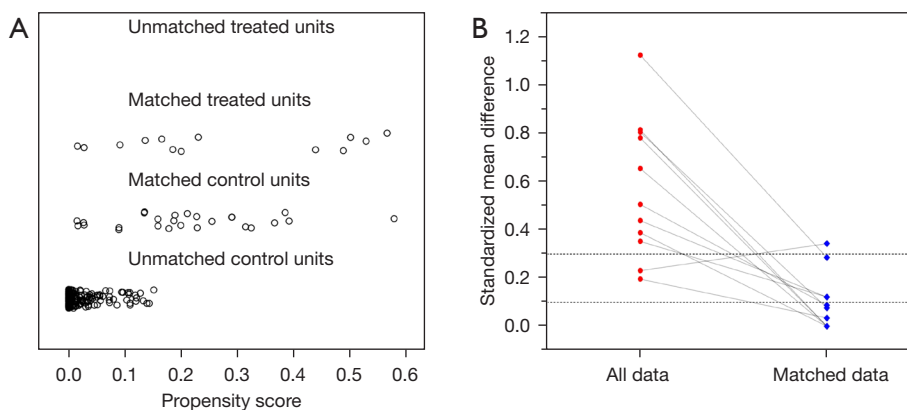 A
Unmatched treated units
Matched treated units
Matched control units
Unmatched control units
0.0 0.1 0.2 0.3 0.4 0.5 0.6
Propensity score
B
Standardized mean difference
1.2
1.0
0.8
0.6
0.4
0.2
0.0
All data Matched data